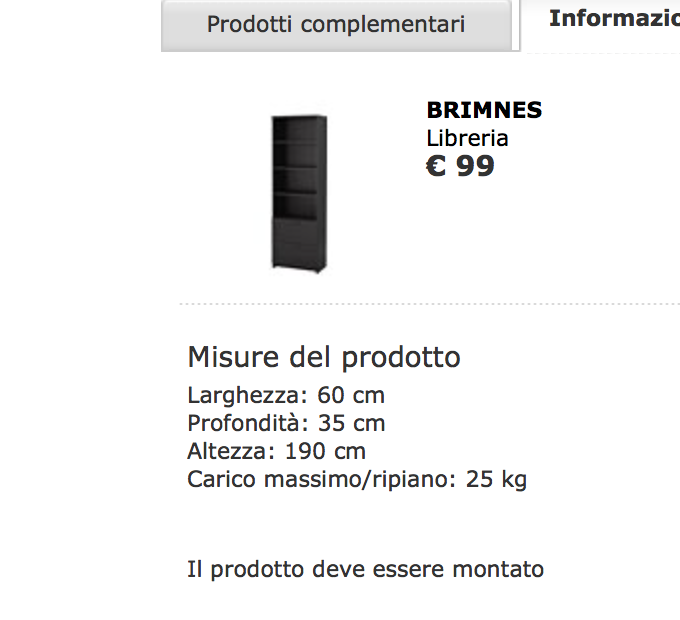 Prodotti complementari
Informazio
BRIMNES
Libreria
€ 99
Misure del prodotto
Larghezza: 60 cm
Profondità: 35 cm
Altezza: 190 cm
Carico massimo/ripiano: 25 kg
Il prodotto deve essere montato